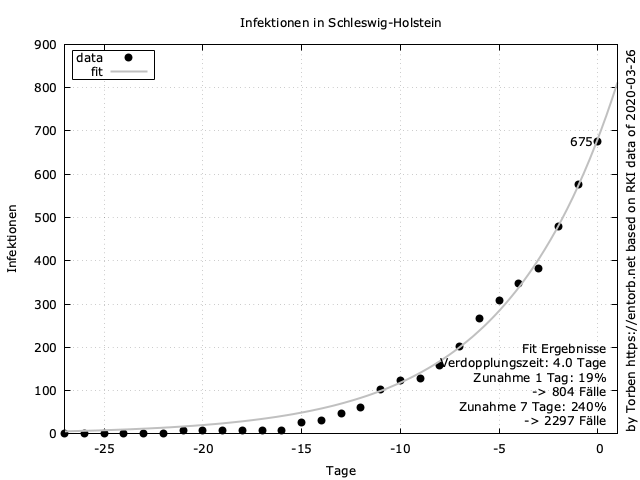 Infektionen in Schleswig-Holstein
900
800
700
600
500
400
300
200
100
0
Infektionen
data
fit
675
Fit Ergebnisse
Verdopplungszeit: 4.0 Tage
Zunahme 1 Tag: 19%
-> 804 Fälle
Zunahme 7 Tage: 240%
-> 2297 Fälle
-25 -20 -15 -10 -5 0
Tage
by Torben https://entorb.net based on RKI data of 2020-03-26